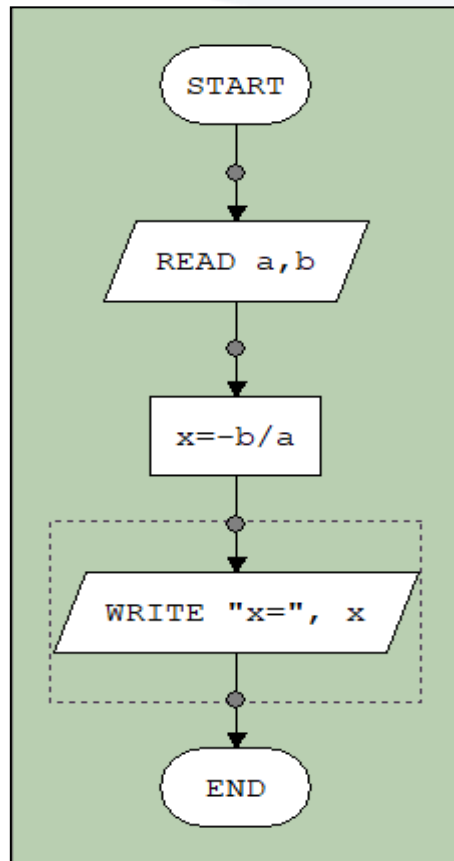 START
READ a,b
x=-b/a
WRITE "x=", x
END